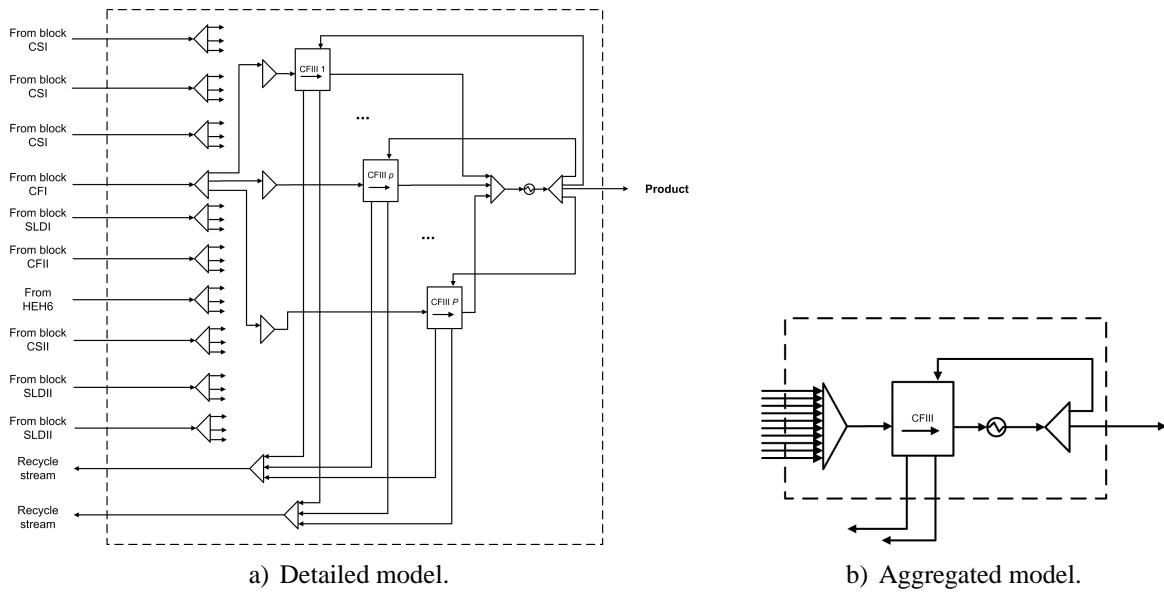 From block
CSI
From block
CSI
From block
CSI
From block
CFI
From block
SLDI
From block
CFII
From
HEH6
From block
CSII
From block
SLDII
From block
SLDII
Recycle
stream
Recycle
stream
CFIII 1
...
CFIII p
...
CFIII P
Product
a) Detailed model.
CFIII
b) Aggregated model.